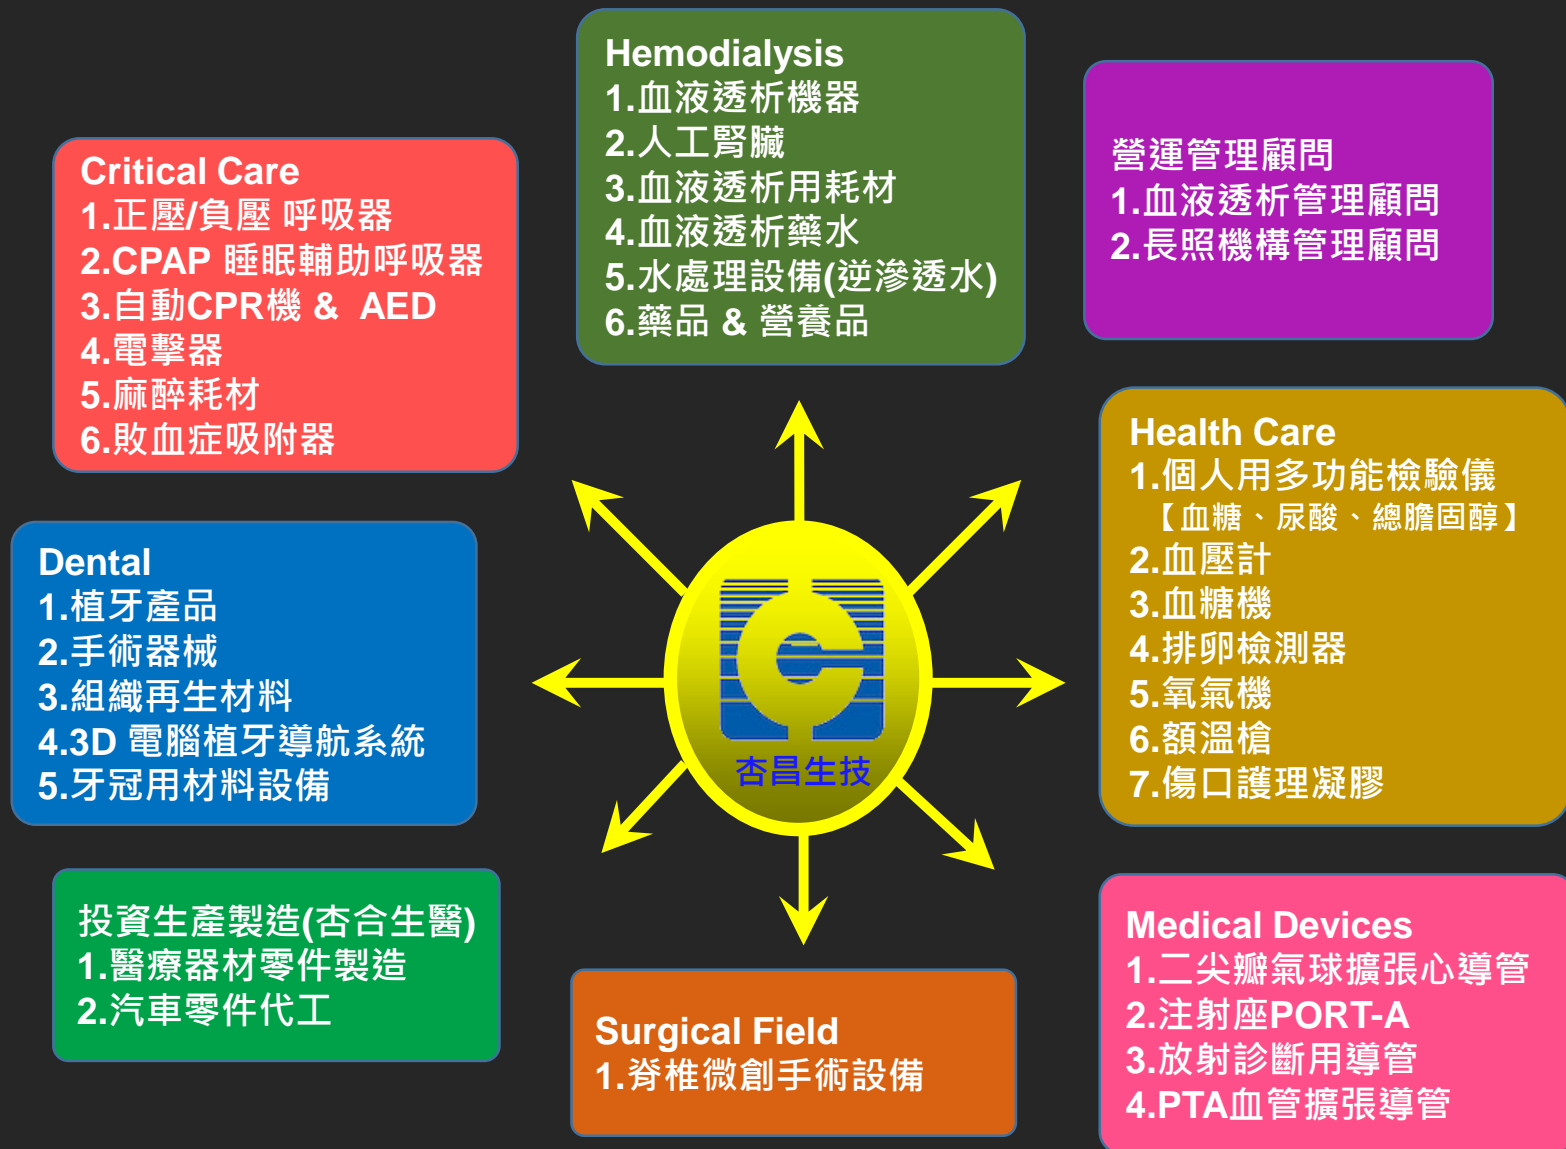 Hemodialysis
1.血液透析機器
2.人工腎臟
3.血液透析用耗材
4.血液透析藥水
5.水處理設備(逆滲透水)
6.藥品 & 營養品
營運管理顧問
1.血液透析管理顧問
2.長照機構管理顧問
Critical Care
1.正壓/負壓 呼吸器
2.CPAP 睡眠輔助呼吸器
3.自動CPR機 & AED
4.電擊器
5.麻醉耗材
6.敗血症吸附器
Health Care
1.個人用多功能檢驗儀
【血糖、尿酸、總膽固醇】
2.血壓計
3.血糖機
4.排卵檢測器
5.氧氣機
6.額溫槍
7.傷口護理凝膠
Dental
1.植牙產品
2.手術器械
3.組織再生材料
4.3D 電腦植牙導航系統
5.牙冠用材料設備
杏昌生技
投資生產製造(杏合生醫)
1.醫療器材零件製造
2.汽車零件代工
Surgical Field
1.脊椎微創手術設備
Medical Devices
1.二尖瓣氣球擴張心導管
2.注射座PORT-A
3.放射診斷用導管
4.PTA血管擴張導管